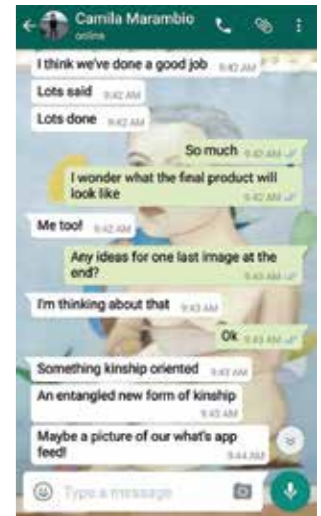 Camila Marambio
online
I think we've done a good job 9:42 AM
Lots said 9:42 AM
Lots done 9:42 AM
So much 9:42 AM
I wonder what the final product will
look like 9:42 AM
Me too! 9:42 AM
Any ideas for one last image at the
end? 9:43 AM
I'm thinking about that 9:43 AM
Ok 9:43 AM
Something kinship oriented 9:43 AM
An entangled new form of kinship
9:43 AM
Maybe a picture of our what's app
feed! 9:44 AM
Type a message